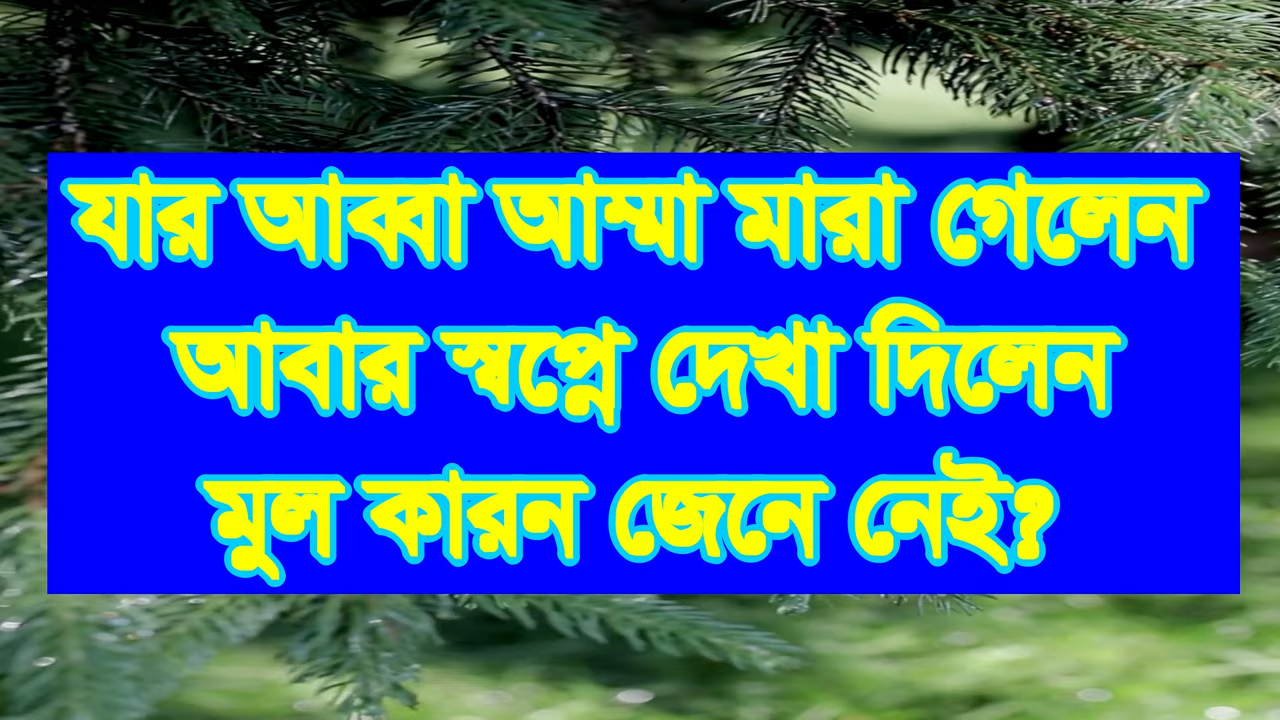 যার আব্বা আম্মা মারা গেলেন
আবার স্বপ্নে দেখা দিলেন
মুল কারন জেনে নেই?